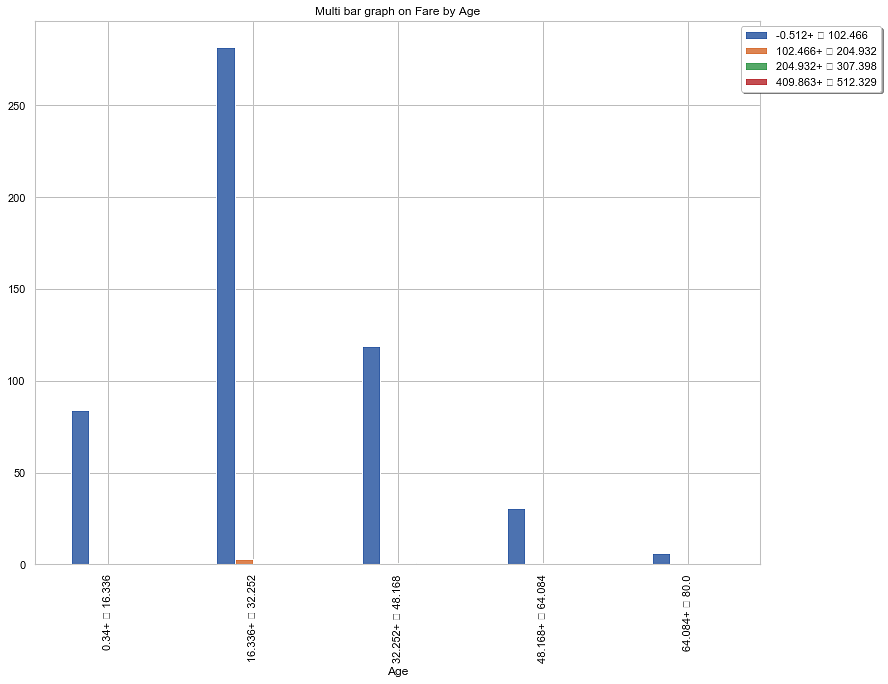 Multi bar graph on Fare by Age
-0.512+ □ 102.466
102.466+ □ 204.932
204.932+ □ 307.398
409.863+ □ 512.329
250
200
150
100
50
0
0.34+ □ 16.336
16.336+ □ 32.252
32.252+ □ 48.168
48.168+ □ 64.084
64.084+ □ 80.0
Age